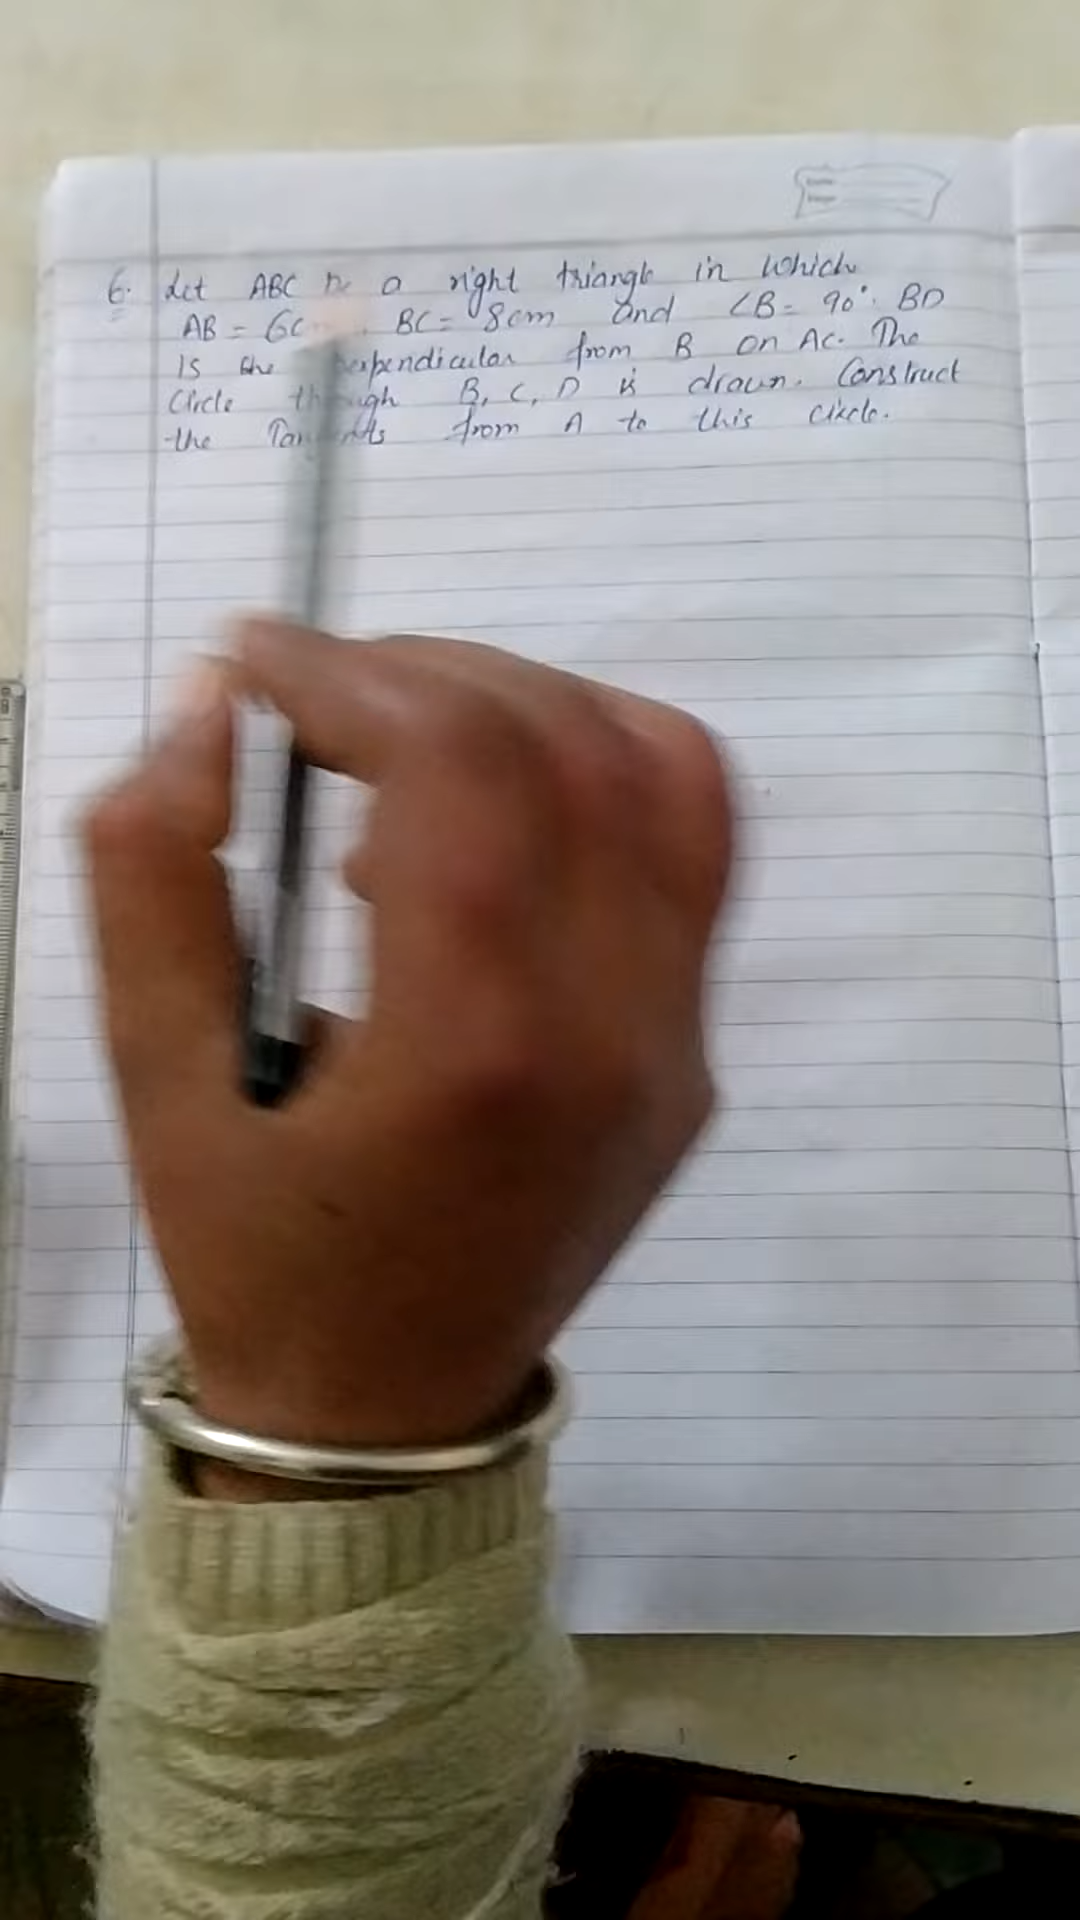 6. Let ABC be a right triangle in which
AB = 6c BC = 8cm and ∠B = 90°. BD
is the perpendicular from B on AC. The
Circle through B, C, D is drawn. Construct
the Tangents from A to this circle.